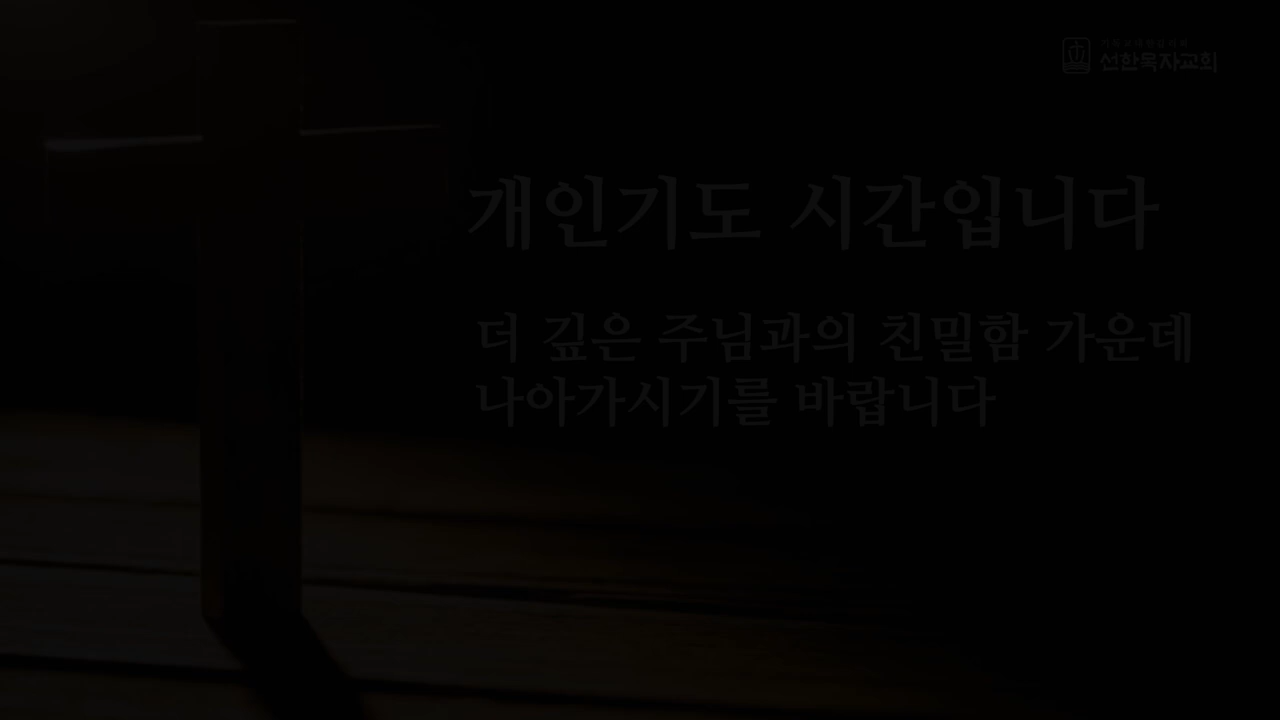 선한목자교회
개인기도 시간입니다
더 깊은 주님과의 친밀함 가운데
나아가시기를 바랍니다